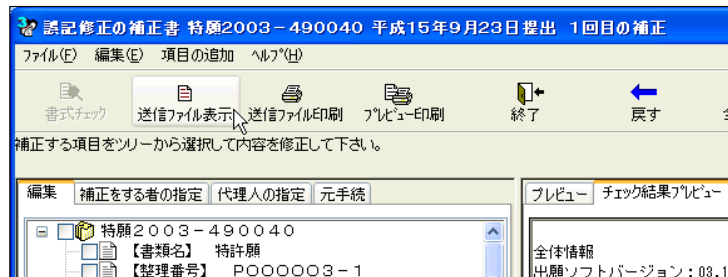 誤記修正の補正書 特願2003-490040 平成15年9月23日提出 1回目の補正
ファイル(F) 編集(E) 項目の追加 ヘルプ(H)
書式チェック 送信ファイル表示 送信ファイル印刷 プレビュー印刷 終了 戻す
補正する項目をツリーから選択して内容を修正して下さい。
編集 補正をする者の指定 代理人の指定 元手続 プレビュー チェック結果プレビュー
特願2003-490040
【書類名】 特許願 全体情報
【整理番号】 P000003-1 出願ソフトバージョン:03.